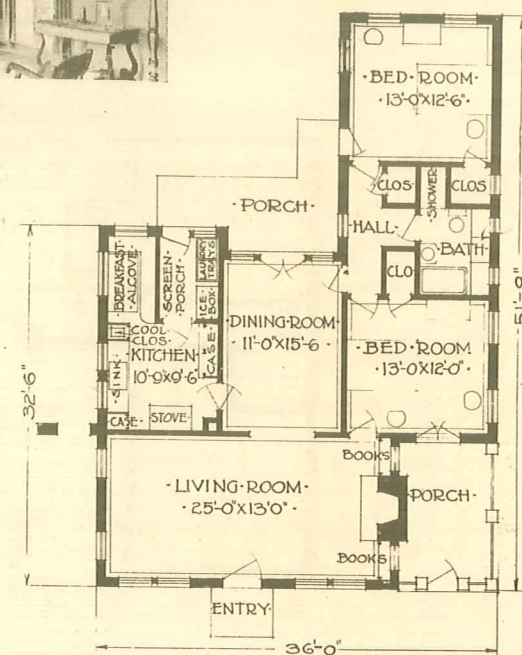 ·BED·ROOM·
·13'-0"X12'-6"
CLOS·
SHOWER
CLOS
·PORCH·
·HALL·
·BATH·
CLO
BREAKFAST·
ALCOVE·
SCREEN·
PORCH·
LAUNDRY
TRAYS
ICE·
BOX·
·DINING·ROOM·
11'-0"X15'-6
·BED·ROOM·
13'-0"X12'-0"
COOL
CLOS·
·KITCHEN·
10'-9X9'-6"
CASE·
·SINK·
CASE·
STOVE·
32'-6"
51'-8"
BOOKS
·LIVING·ROOM·
·25'-0"X13'0"·
·PORCH·
BOOKS
ENTRY·
36'-0"